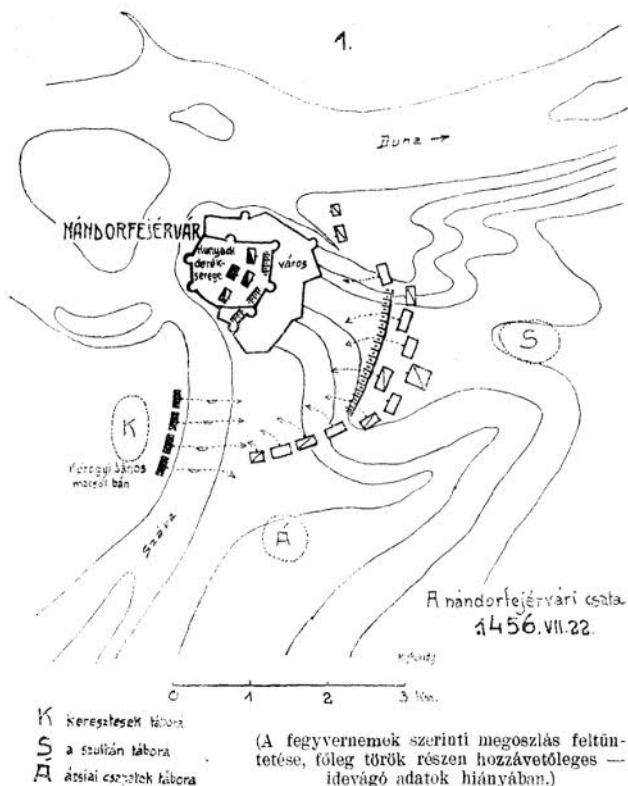 1.
Duna →
NÁNDORFEJÉRVÁR
Hunyadi
derék-
serege
város
S
K
Kórogyi János
macsói bán
Á
Száva
A nándorfejérvári csata
1456.VII.22.
0 1 2 3 km.
K keresztesek tábora
S a szultán tábora
Á ázsiai csapatok tábora
(A fegyvernemek szerinti megoszlás feltün-
tetése, főleg török részen hozzávetőleges —
idevágó adatok hiányában.)